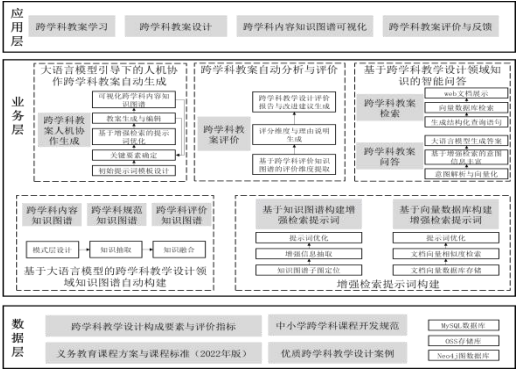 应用层
跨学科教案学习
跨学科教案设计
跨学科内容知识图谱可视化
跨学科教案评价与反馈
业务层
大语言模型引导下的人机协
作跨学科教案自动生成
跨学科教
案人机协
作生成
可视化跨学科内容知
识图谱
教案生成与编辑
基于增强检索的提示
词优化
关键要素确定
初始提示词模板设计
跨学科教案自动分析与评价
跨学科教
案评价
跨学科教学设计评价
报告与改进建议生成
评分维度与理由说明
生成
基于跨学科评价知识
图谱的评价维度提取
基于跨学科教学设计领域知
识的智能问答
跨学科教案
检索
web文档展示
向量数据库检索
生成结构化查询语句
跨学科教案
问答
大语言模型生成答案
基于增强检索的意图
信息丰富
意图解析与向量化
跨学科内容
知识图谱
跨学科规范
知识图谱
跨学科评价
知识图谱
模式层设计
知识抽取
知识融合
基于大语言模型的跨学科教学设计领
域知识图谱自动构建
基于知识图谱构建增
强检索提示词
提示词优化
增强信息抽取
知识图谱子图定位
基于向量数据库构建
增强检索提示词
提示词优化
文档向量相似度检索
文档向量数据库存储
增强检索提示词构建
数据层
跨学科教学设计构成要素与评价指标
中小学跨学科课程开发规范
义务教育课程方案与课程标准（2022年版）
优质跨学科教学设计案例
MySQL数据库
OSS存储库
Neo4j图数据库